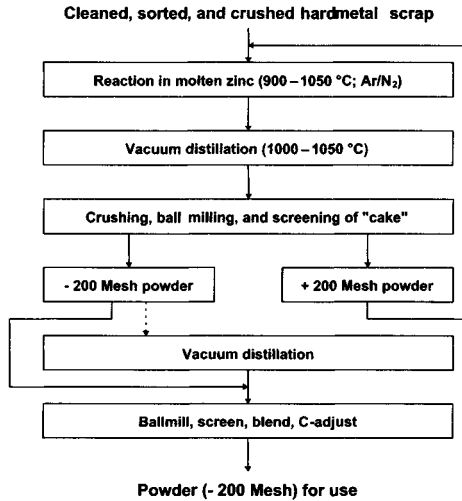 Cleaned, sorted, and crushed hardmetal scrap
Reaction in molten zinc (900 – 1050 °C; Ar/N₂)
Vacuum distillation (1000 – 1050 °C)
Crushing, ball milling, and screening of "cake"
- 200 Mesh powder
+ 200 Mesh powder
Vacuum distillation
Ballmill, screen, blend, C-adjust
Powder (- 200 Mesh) for use